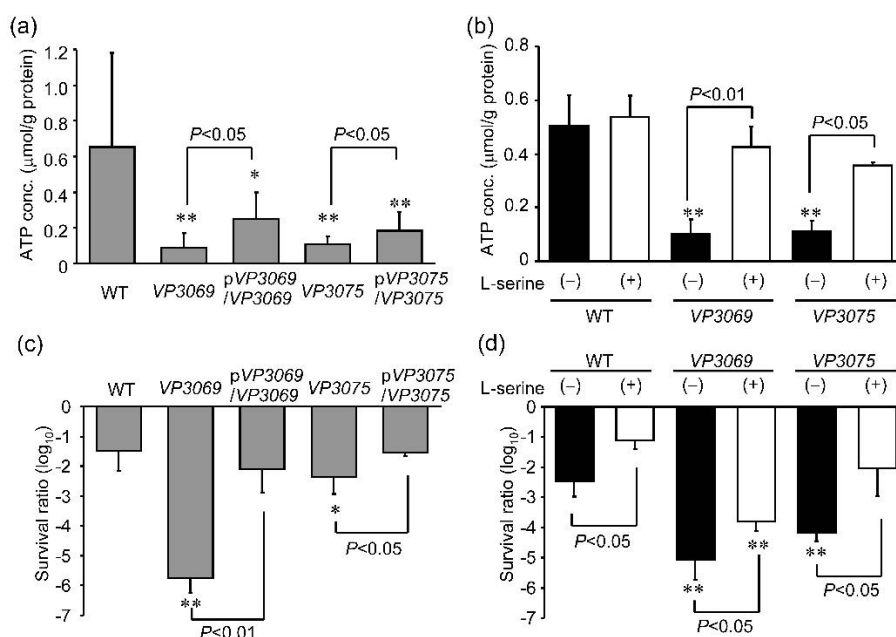 (a)
ATP conc. (μmol/g protein)
1.2
1.0
0.8
0.6
0.4
0.2
0
P<0.05
P<0.05
**
*
**
**
WT
VP3069
pVP3069
/VP3069
VP3075
pVP3075
/VP3075
(b)
ATP conc. (μmol/g protein)
0.8
0.6
0.4
0.2
0
P<0.01
P<0.05
**
**
L-serine (–) (+) (–) (+) (–) (+)
WT VP3069 VP3075
(c)
WT
VP3069
pVP3069
/VP3069
VP3075
pVP3075
/VP3075
Survival ratio (log10)
0
-1
-2
-3
-4
-5
-6
-7
**
*
P<0.01
P<0.05
(d)
WT VP3069 VP3075
L-serine (–) (+) (–) (+) (–) (+)
Survival ratio (log10)
0
-1
-2
-3
-4
-5
-6
-7
P<0.05
**
**
**
P<0.05
P<0.05